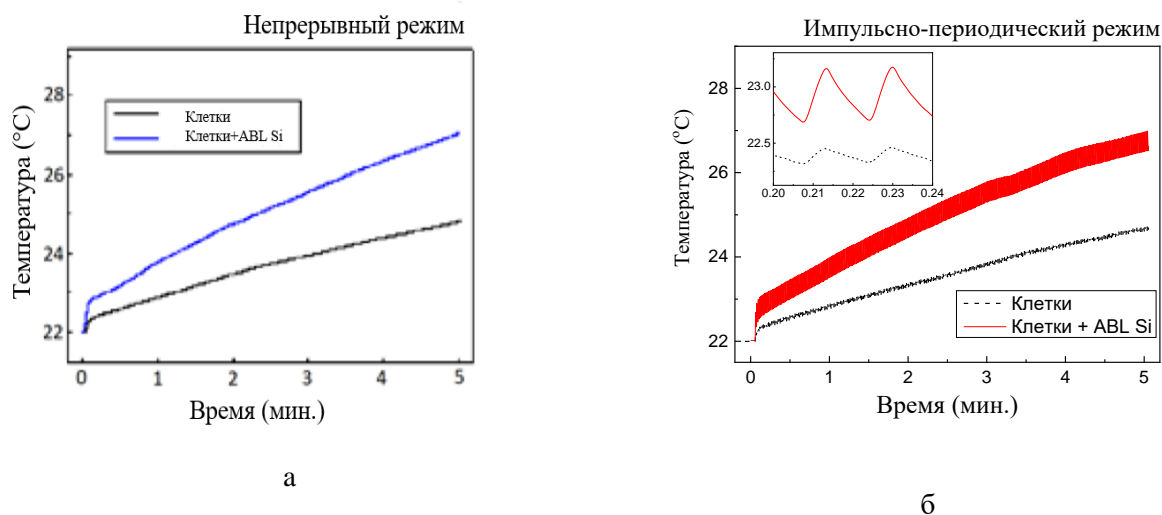 Непрерывный режим
Клетки
Клетки+ABL Si
28
26
24
22
Температура (°C)
0 1 2 3 4 5
Время (мин.)
а
Импульсно-периодический режим
23.0
22.5
0.20 0.21 0.22 0.23 0.24
28
26
24
22
Температура (°C)
Клетки
Клетки + ABL Si
0 1 2 3 4 5
Время (мин.)
б